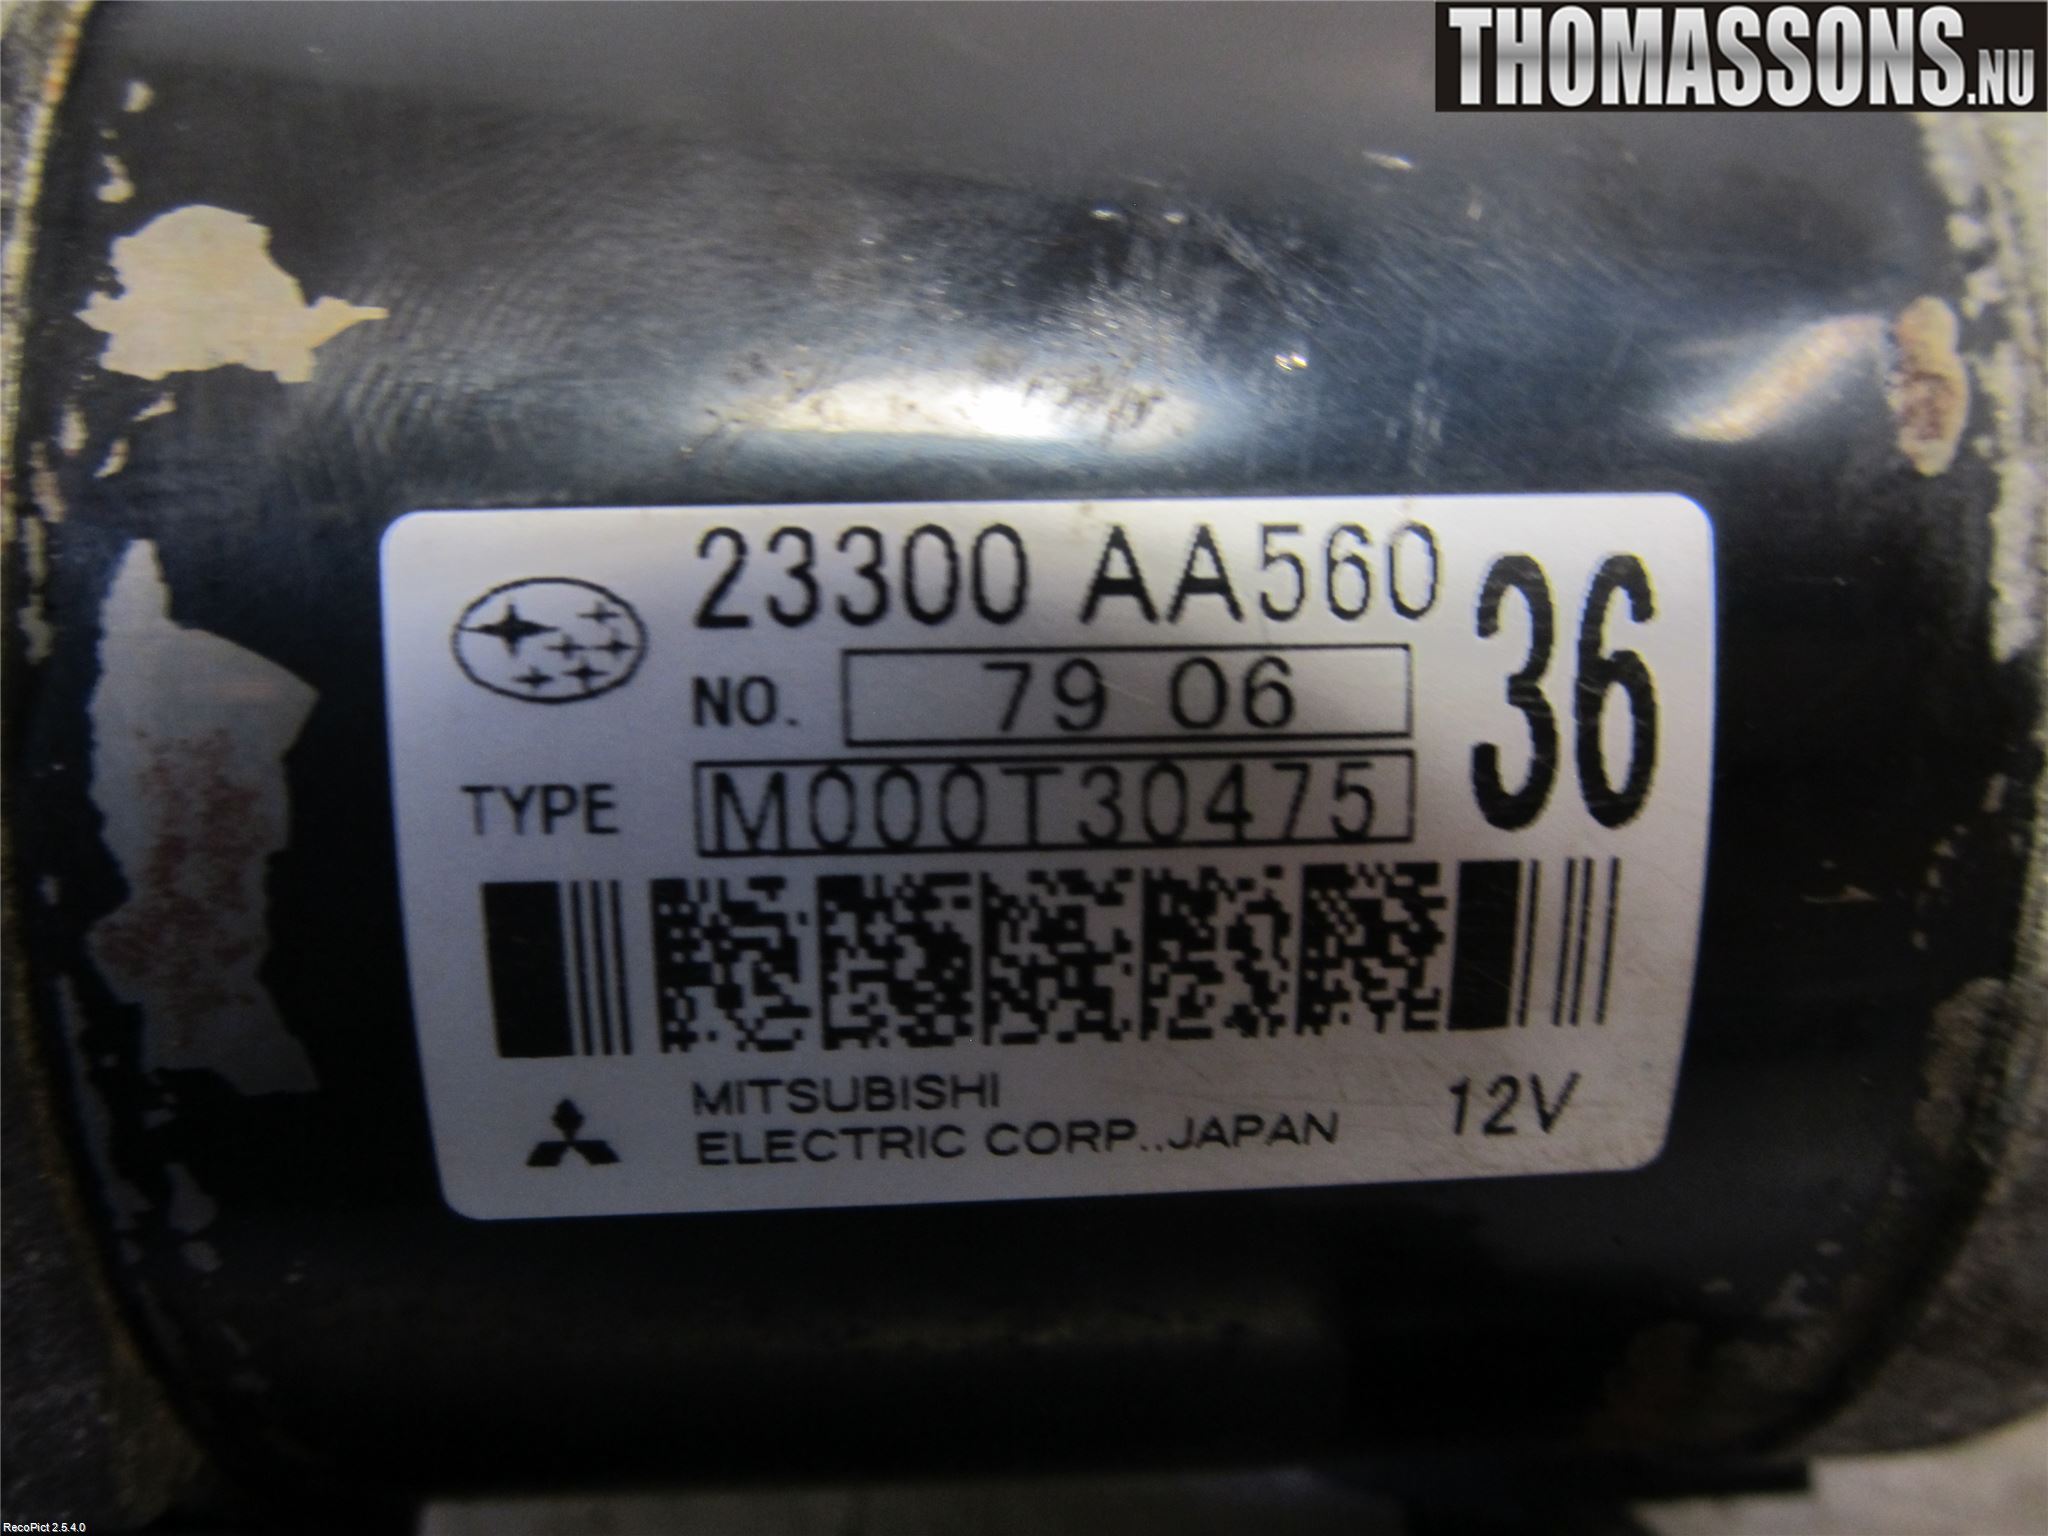 THOMASSONS.NU
23300 AA560
36
NO. 79 06
TYPE M000T30475
MITSUBISHI
ELECTRIC CORP., JAPAN
12V
RecoPict 2.5.4.0